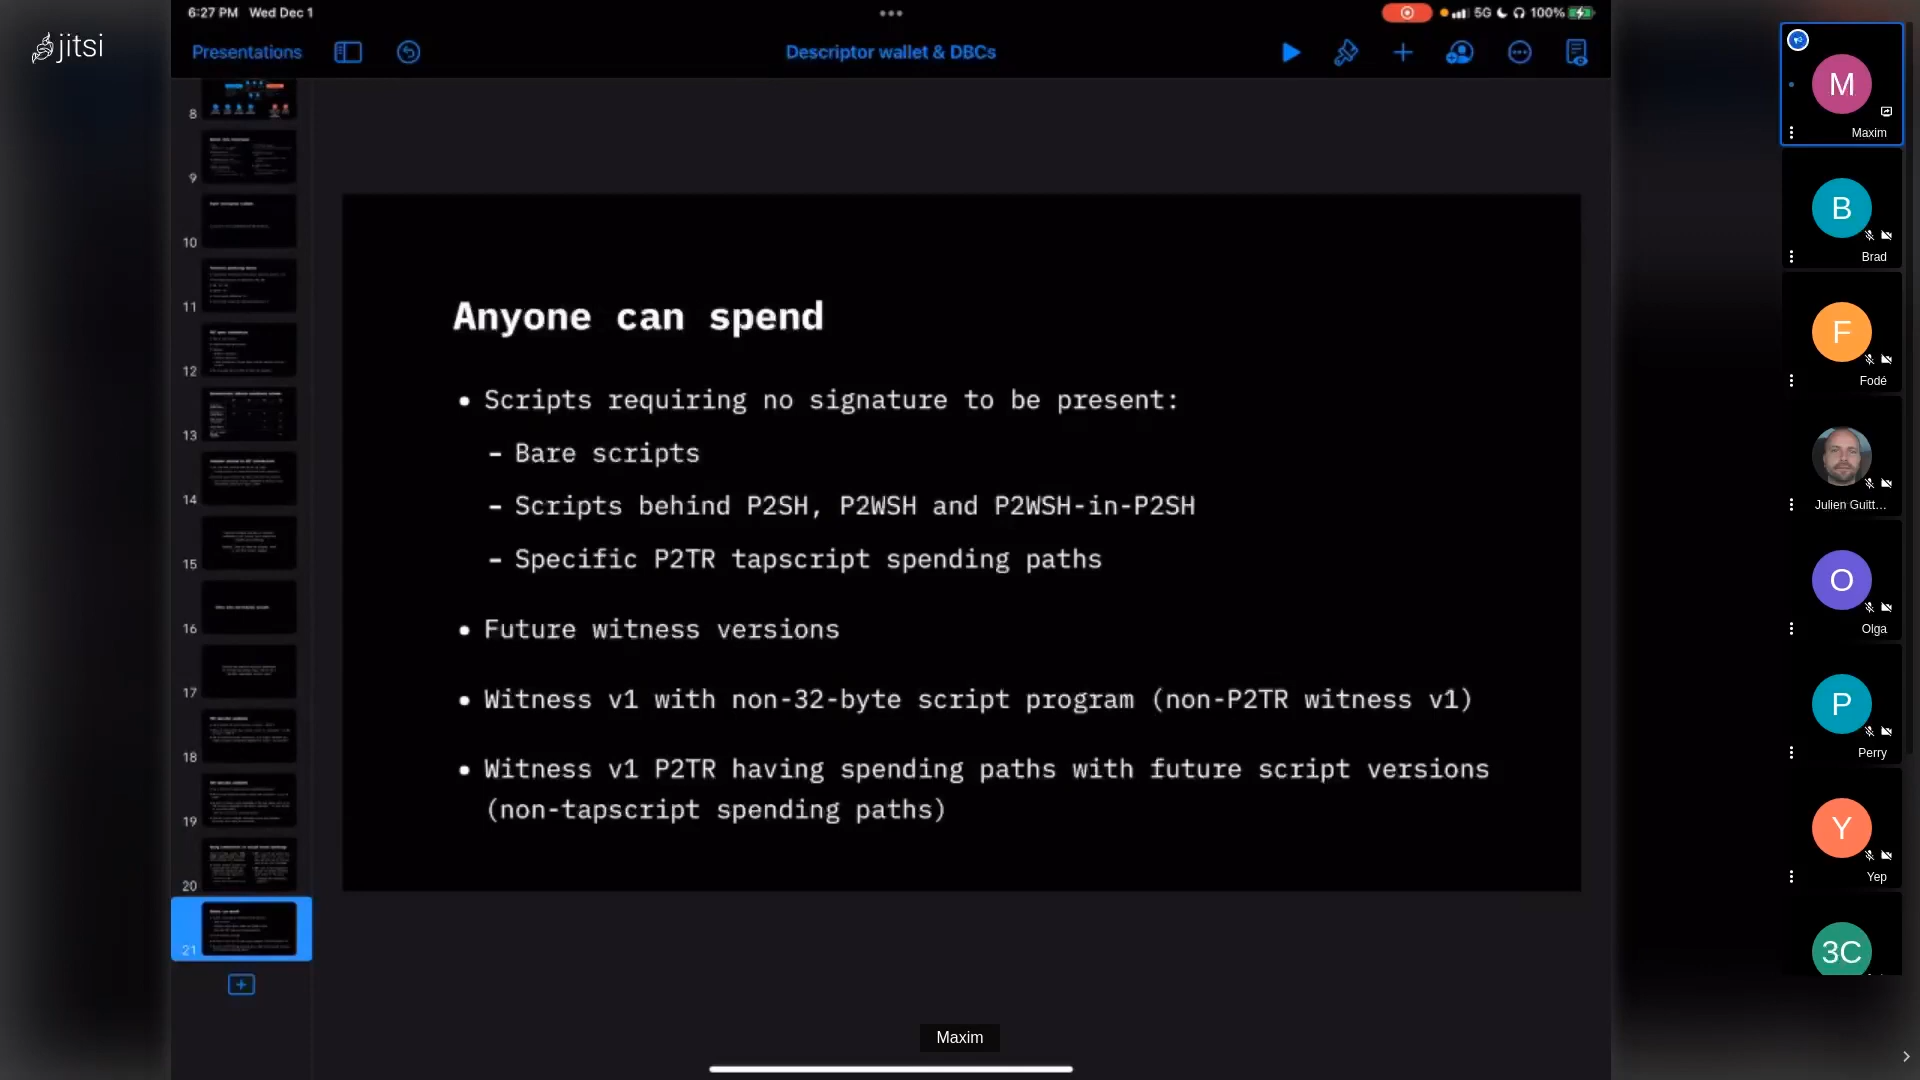 6:27 PM Wed Dec 1
5G 100%
jitsi
Presentations
Descriptor wallet & DBCs
8
9
10
11
12
13
14
15
16
17
18
19
20
21
Anyone can spend
• Scripts requiring no signature to be present:
– Bare scripts
– Scripts behind P2SH, P2WSH and P2WSH-in-P2SH
– Specific P2TR tapscript spending paths
• Future witness versions
• Witness v1 with non-32-byte script program (non-P2TR witness v1)
• Witness v1 P2TR having spending paths with future script versions
(non-tapscript spending paths)
Maxim
M
Maxim
B
Brad
F
Fodé
Julien Guitt...
O
Olga
P
Perry
Y
Yep
3C